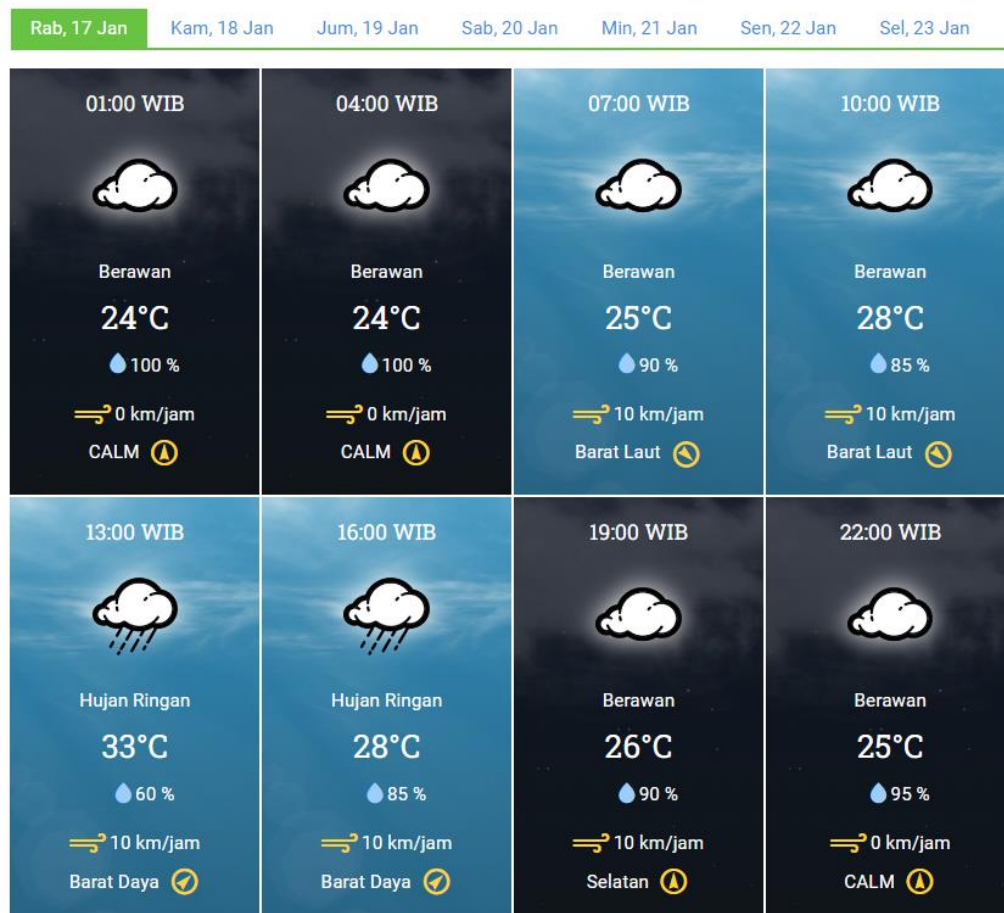 Rab, 17 Jan Kam, 18 Jan Jum, 19 Jan Sab, 20 Jan Min, 21 Jan Sen, 22 Jan Sel, 23 Jan
01:00 WIB
Berawan
24°C
100 %
0 km/jam
CALM
04:00 WIB
Berawan
24°C
100 %
0 km/jam
CALM
07:00 WIB
Berawan
25°C
90 %
10 km/jam
Barat Laut
10:00 WIB
Berawan
28°C
85 %
10 km/jam
Barat Laut
13:00 WIB
Hujan Ringan
33°C
60 %
10 km/jam
Barat Daya
16:00 WIB
Hujan Ringan
28°C
85 %
10 km/jam
Barat Daya
19:00 WIB
Berawan
26°C
90 %
10 km/jam
Selatan
22:00 WIB
Berawan
25°C
95 %
0 km/jam
CALM